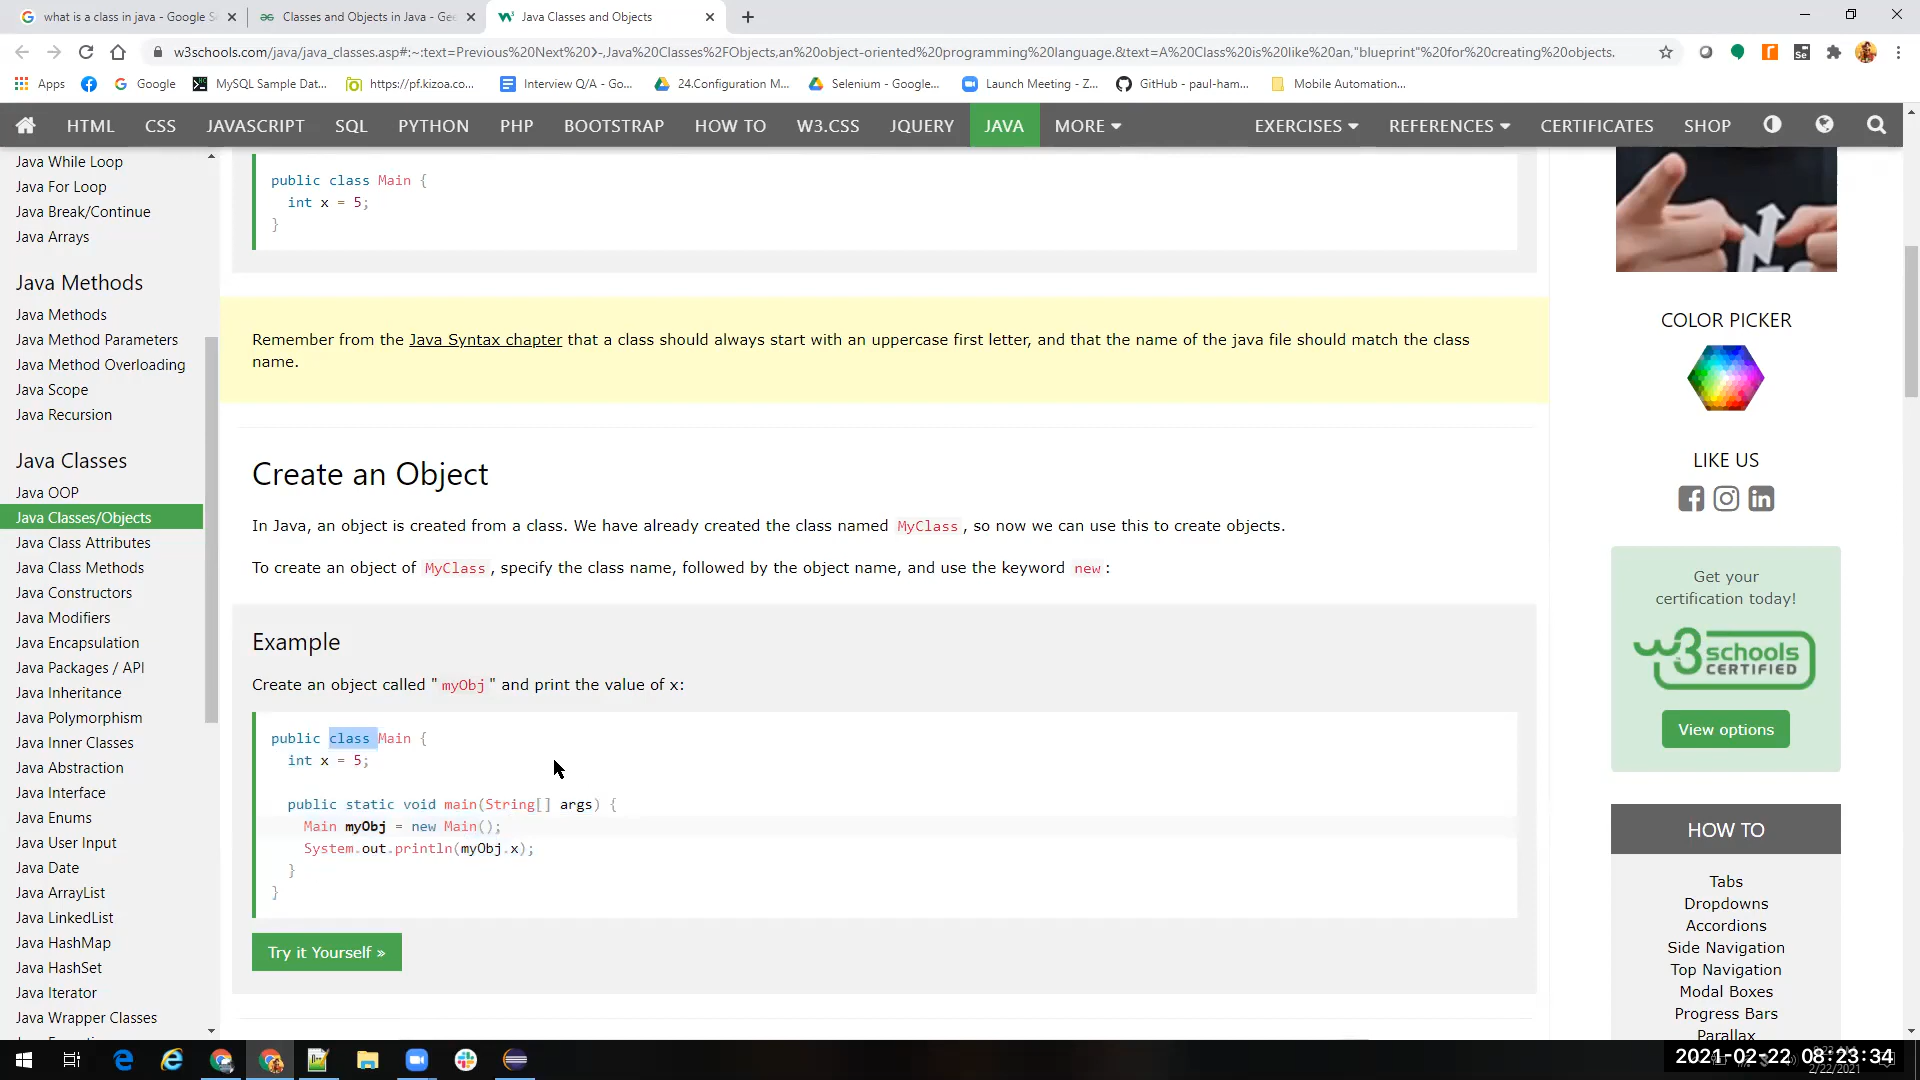 what is a class in java - Google S
Classes and Objects in Java - Gee
Java Classes and Objects
w3schools.com/java/java_classes.asp#:~:text=Previous%20Next%20❯-,Java%20Classes%2FObjects,an%20object-oriented%20programming%20language.&text=A%20Class%20is%20like%20an,"blueprint"%20for%20creating%20objects.
Apps
Google
MySQL Sample Dat...
https://pf.kizoa.co...
Interview Q/A - Go...
24.Configuration M...
Selenium - Google...
Launch Meeting - Z...
GitHub - paul-ham...
Mobile Automation...
HTML CSS JAVASCRIPT SQL PYTHON PHP BOOTSTRAP HOW TO W3.CSS JQUERY JAVA MORE EXERCISES REFERENCES CERTIFICATES SHOP
Java While Loop
Java For Loop
Java Break/Continue
Java Arrays
Java Methods
Java Methods
Java Method Parameters
Java Method Overloading
Java Scope
Java Recursion
Java Classes
Java OOP
Java Classes/Objects
Java Class Attributes
Java Class Methods
Java Constructors
Java Modifiers
Java Encapsulation
Java Packages / API
Java Inheritance
Java Polymorphism
Java Inner Classes
Java Abstraction
Java Interface
Java Enums
Java User Input
Java Date
Java ArrayList
Java LinkedList
Java HashMap
Java HashSet
Java Iterator
Java Wrapper Classes
public class Main {
int x = 5;
}
Remember from the Java Syntax chapter that a class should always start with an uppercase first letter, and that the name of the java file should match the class
name.
Create an Object
In Java, an object is created from a class. We have already created the class named MyClass, so now we can use this to create objects.
To create an object of MyClass, specify the class name, followed by the object name, and use the keyword new:
Example
Create an object called "myObj" and print the value of x:
public class Main {
int x = 5;
public static void main(String[] args) {
Main myObj = new Main();
System.out.println(myObj.x);
}
}
Try it Yourself »
COLOR PICKER
LIKE US
Get your
certification today!
w3schools
CERTIFIED
View options
HOW TO
Tabs
Dropdowns
Accordions
Side Navigation
Top Navigation
Modal Boxes
Progress Bars
Parallax
2021-02-22 08:23:34
2/22/2021